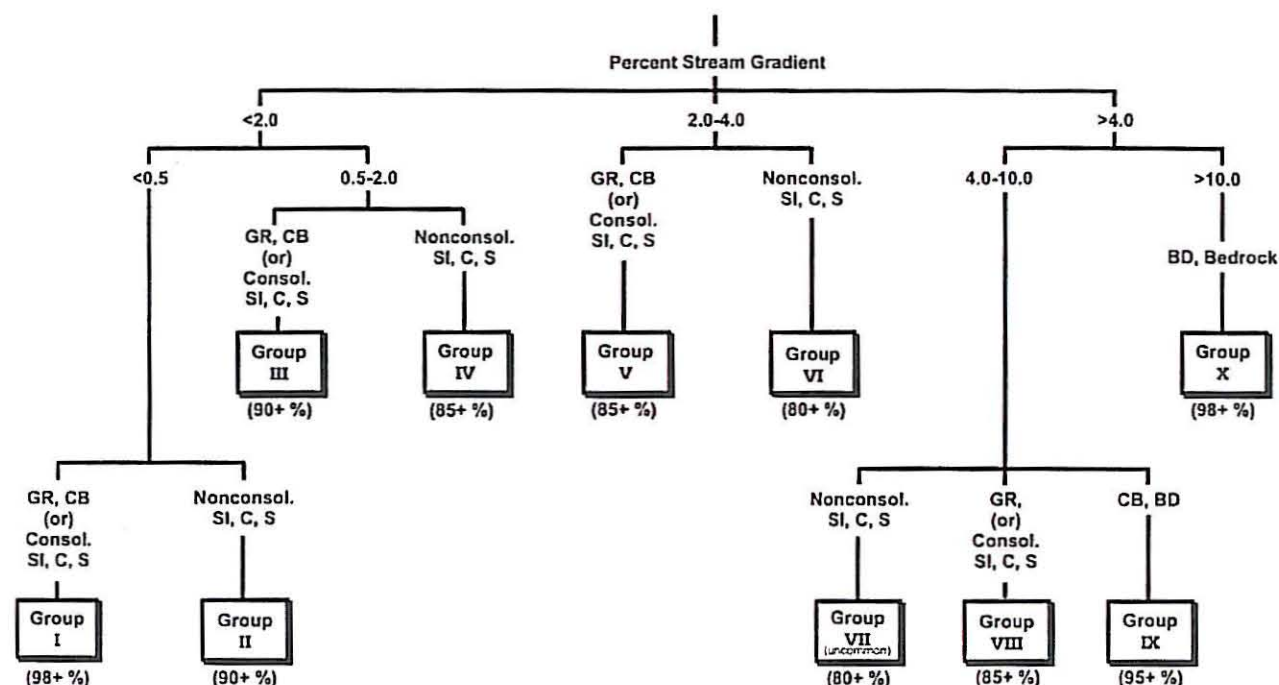 Percent Stream Gradient
<2.0
2.0-4.0
>4.0
<0.5
0.5-2.0
GR, CB
(or)
Consol.
SI, C, S
Nonconsol.
SI, C, S
4.0-10.0
>10.0
GR, CB
(or)
Consol.
SI, C, S
Nonconsol.
SI, C, S
BD, Bedrock
Group
III
(90+ %)
Group
IV
(85+ %)
Group
V
(85+ %)
Group
VI
(80+ %)
Group
X
(98+ %)
GR, CB
(or)
Consol.
SI, C, S
Nonconsol.
SI, C, S
Nonconsol.
SI, C, S
GR,
(or)
Consol.
SI, C, S
CB, BD
Group
I
(98+ %)
Group
II
(90+ %)
Group
VII
(uncommon)
(80+ %)
Group
VIII
(85+ %)
Group
IX
(95+ %)